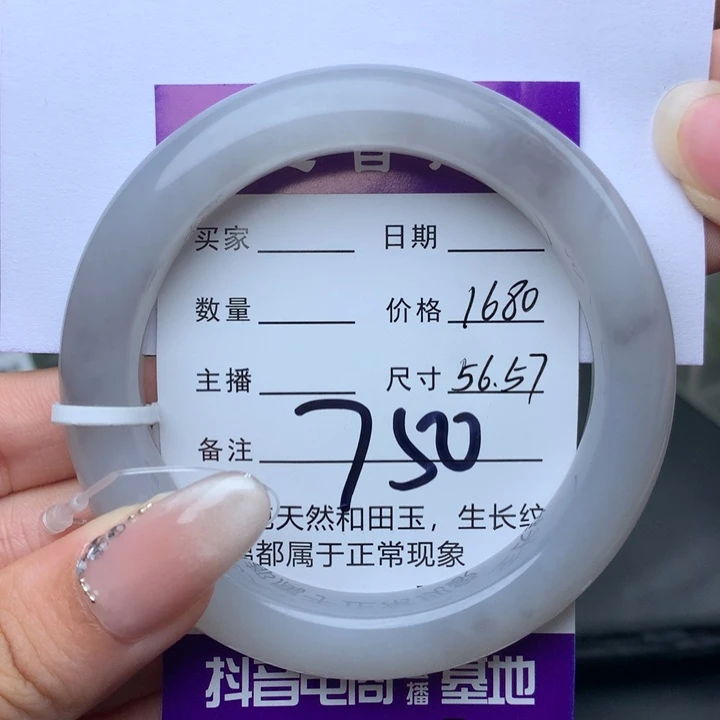 买家 日期
数量 价格 1680
主播 尺寸 56.57
备注 750
天然和田玉，生长纹
都属于正常现象
抖音电商直播基地